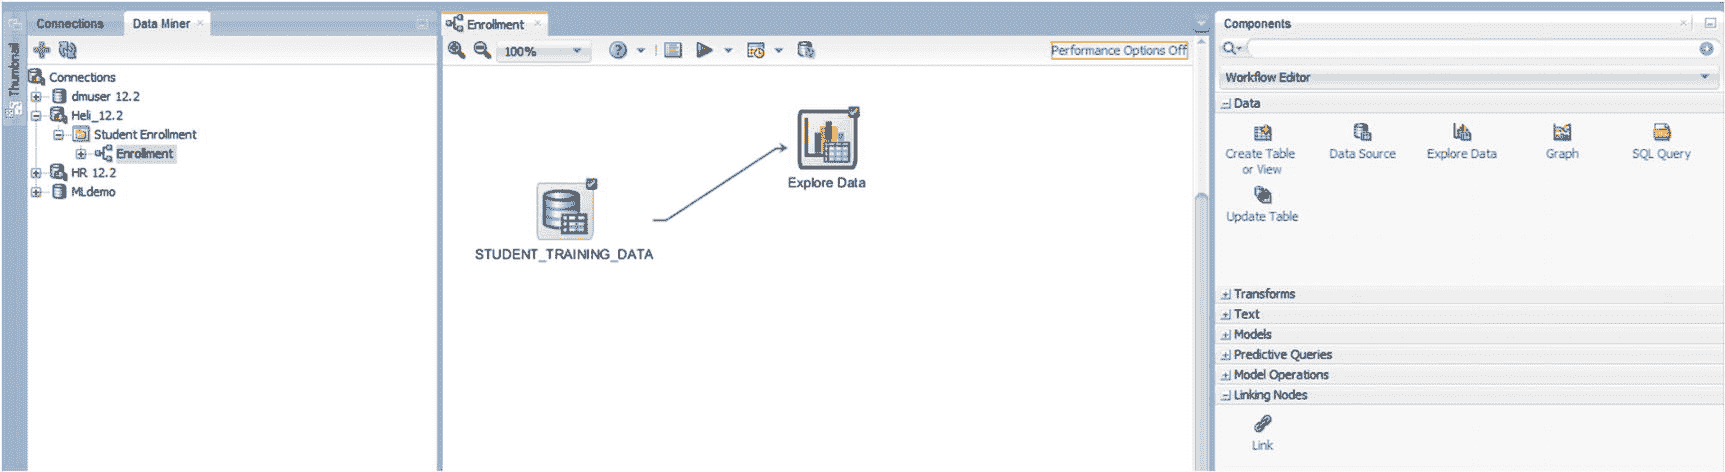 Thumbnail
Connections
Data Miner
Connections
dmuser 12.2
Heli_12.2
Student Enrollment
Enrollment
HR 12.2
MLdemo
Enrollment
100%
Performance Options Off
Explore Data
STUDENT_TRAINING_DATA
Components
Workflow Editor
Data
Create Table
or View
Data Source
Explore Data
Graph
SQL Query
Update Table
Transforms
Text
Models
Predictive Queries
Model Operations
Linking Nodes
Link